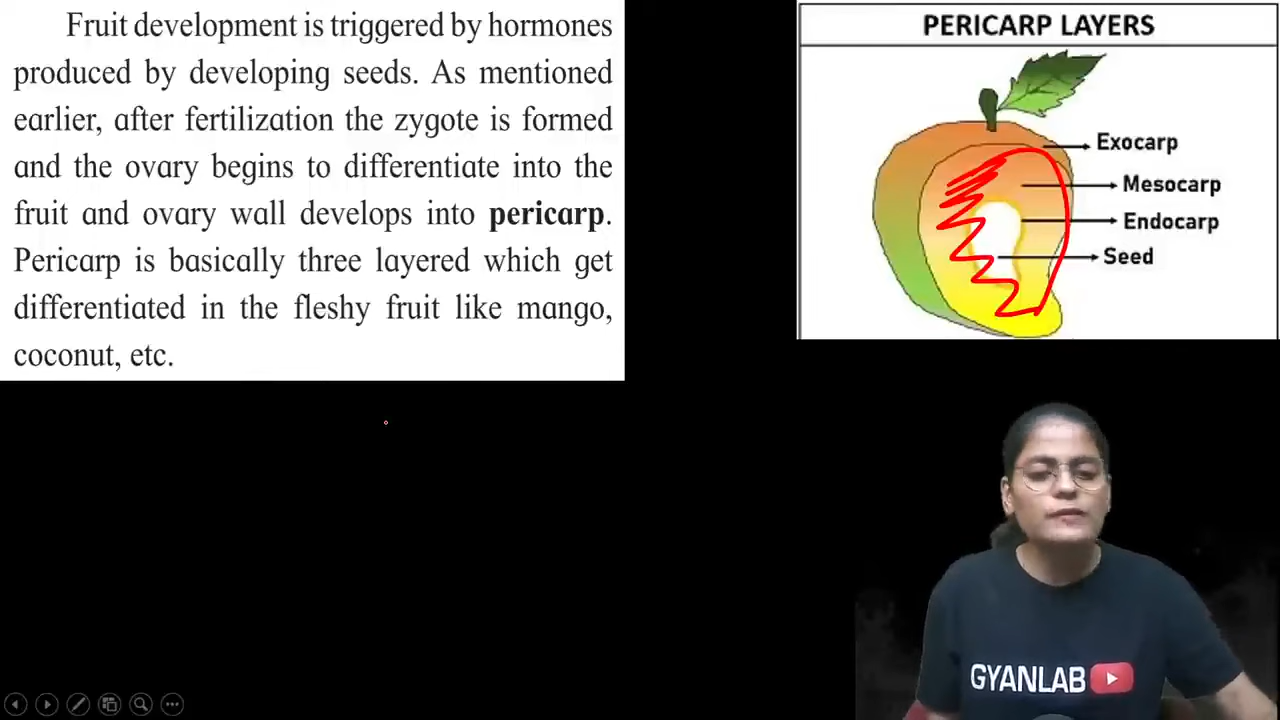 Fruit development is triggered by hormones
produced by developing seeds. As mentioned
earlier, after fertilization the zygote is formed
and the ovary begins to differentiate into the
fruit and ovary wall develops into pericarp.
Pericarp is basically three layered which get
differentiated in the fleshy fruit like mango,
coconut, etc.
PERICARP LAYERS
Exocarp
Mesocarp
Endocarp
Seed
GYANLAB